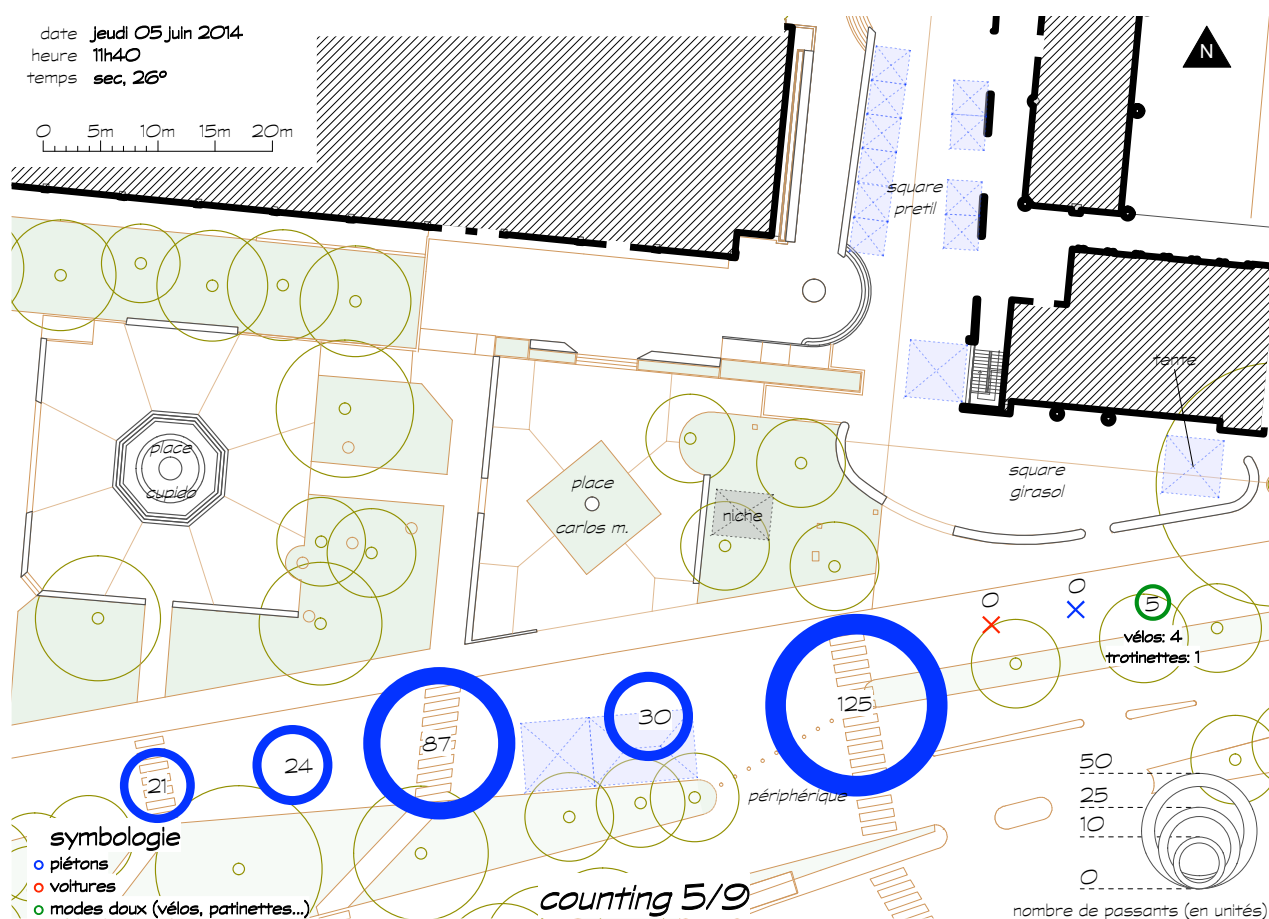 date jeudi 05 juin 2014
heure 11h40
temps sec, 26°
0 5m 10m 15m 20m
N
square
pretil
tente
place
cupido
place
carlos m.
niche
square
girasol
0
0
5
vélos: 4
trotinettes: 1
125
30
87
24
21
périphérique
symbologie
piétons
voitures
modes doux (vélos, patinettes...)
counting 5/9
50
25
10
0
nombre de passants (en unités)